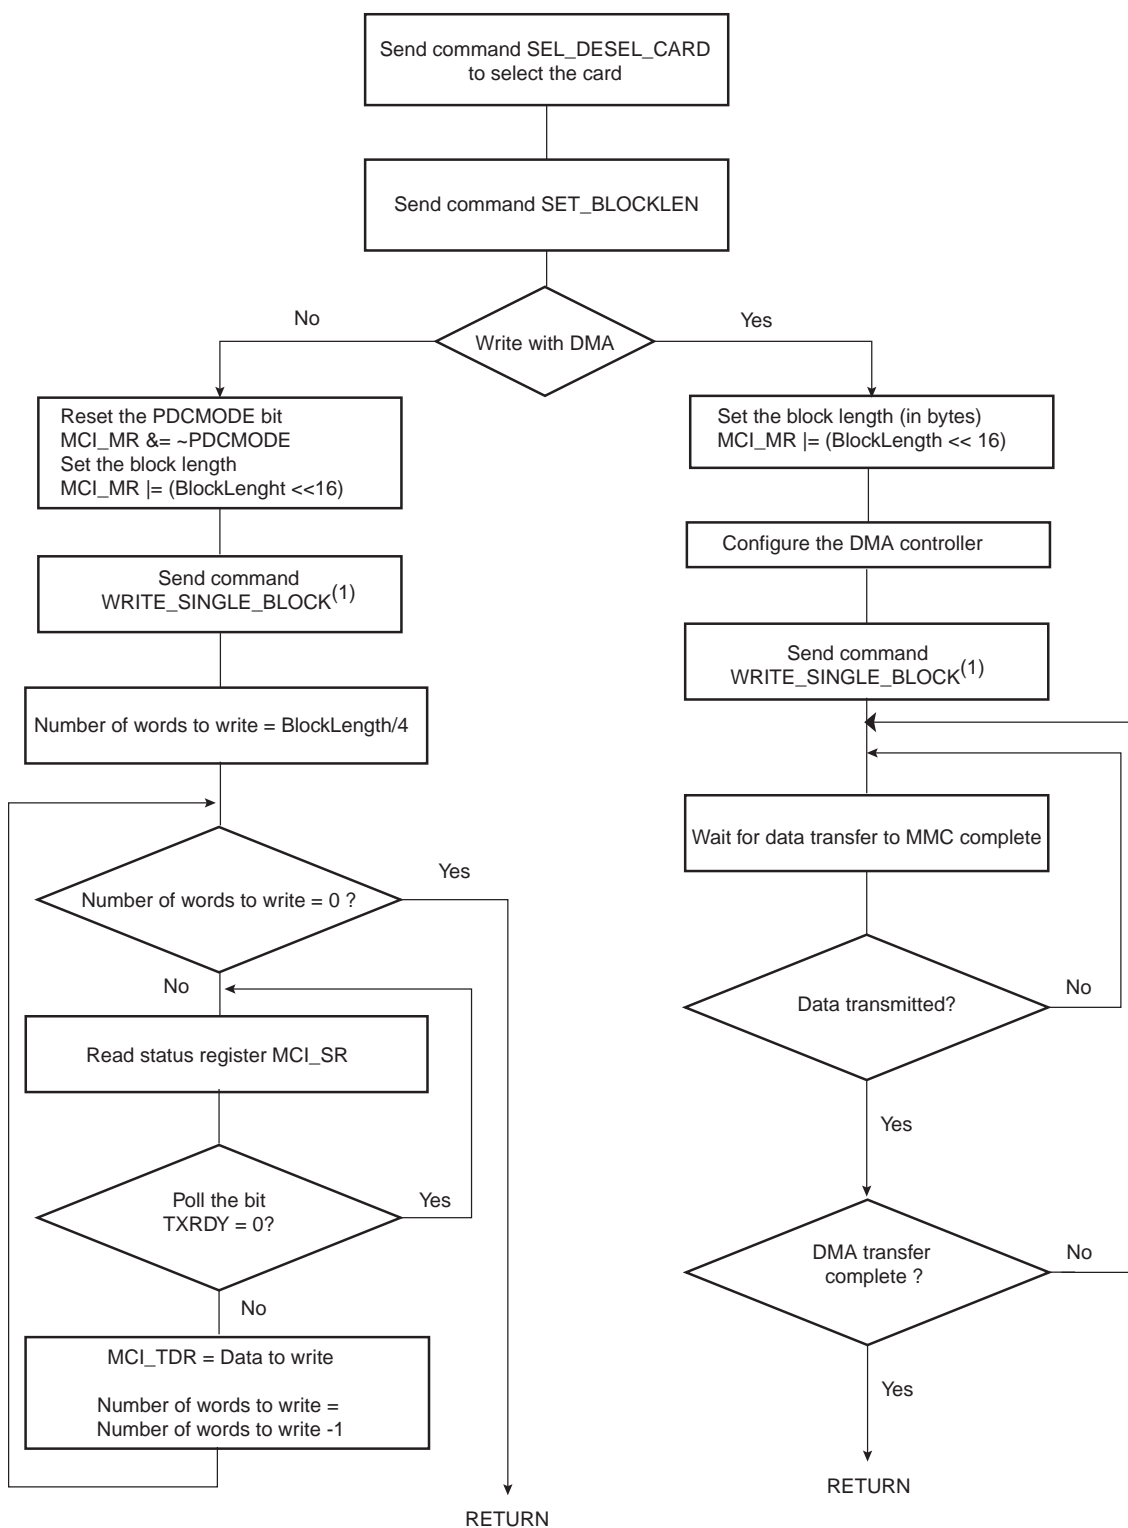 Send command SEL_DESEL_CARD
to select the card
Send command SET_BLOCKLEN
No
Yes
Write with DMA
Reset the PDCMODE bit
MCI_MR &= ~PDCMODE
Set the block length
MCI_MR |= (BlockLenght <<16)
Send command
WRITE_SINGLE_BLOCK(1)
Number of words to write = BlockLength/4
Number of words to write = 0 ?
Yes
No
Read status register MCI_SR
Poll the bit
TXRDY = 0?
Yes
No
MCI_TDR = Data to write
Number of words to write =
Number of words to write -1
RETURN
Set the block length (in bytes)
MCI_MR |= (BlockLength << 16)
Configure the DMA controller
Send command
WRITE_SINGLE_BLOCK(1)
Wait for data transfer to MMC complete
Data transmitted?
No
Yes
DMA transfer
complete ?
No
Yes
RETURN